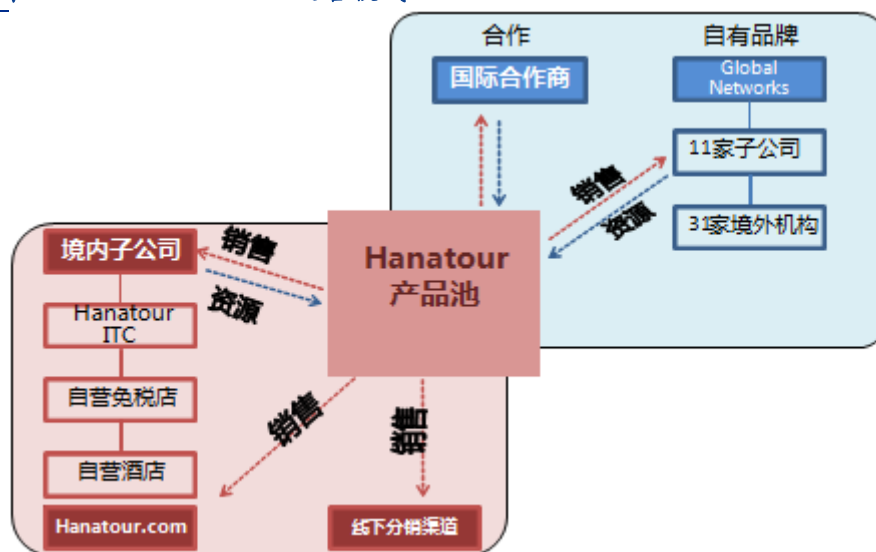 合作
自有品牌
国际合作商
Global
Networks
11家子公司
31家境外机构
销售
资源
Hanatour
产品池
境内子公司
销售
资源
Hanatour
ITC
自营免税店
自营酒店
销售
销售
Hanatour.com
线下分销渠道